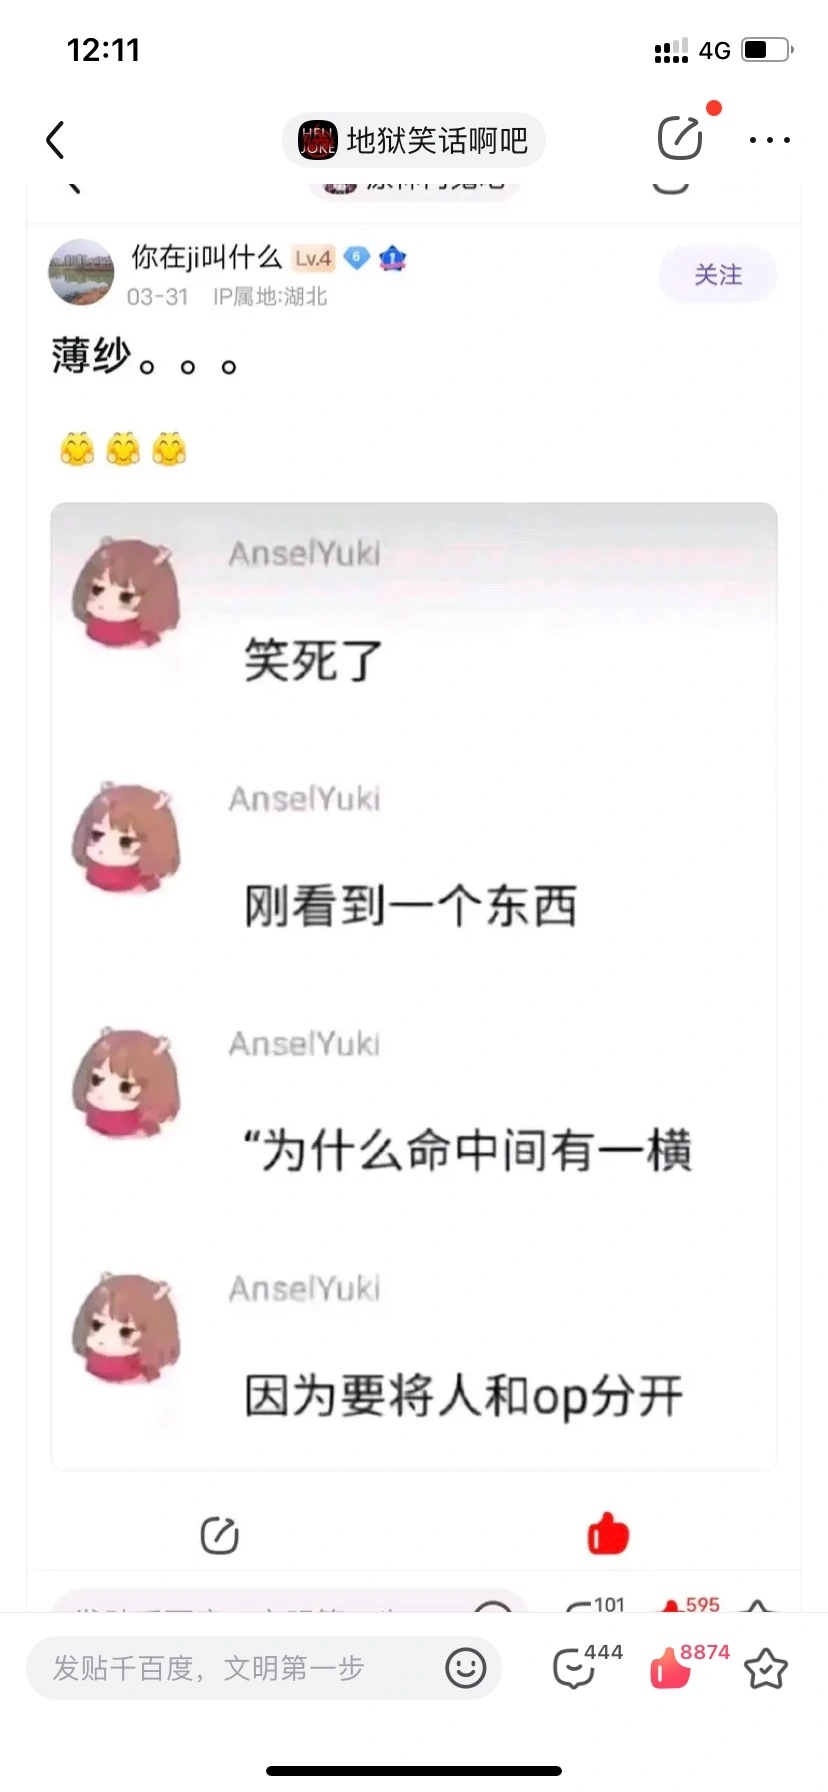 12:11
4G
HELL
JOKE
地狱笑话啊吧
你在ji叫什么 Lv.4 6 1
关注
03-31 IP属地:湖北
薄纱。。。
AnselYuki
笑死了
AnselYuki
刚看到一个东西
AnselYuki
“为什么命中间有一横
AnselYuki
因为要将人和op分开
101
595
发贴千百度，文明第一步
444
8874